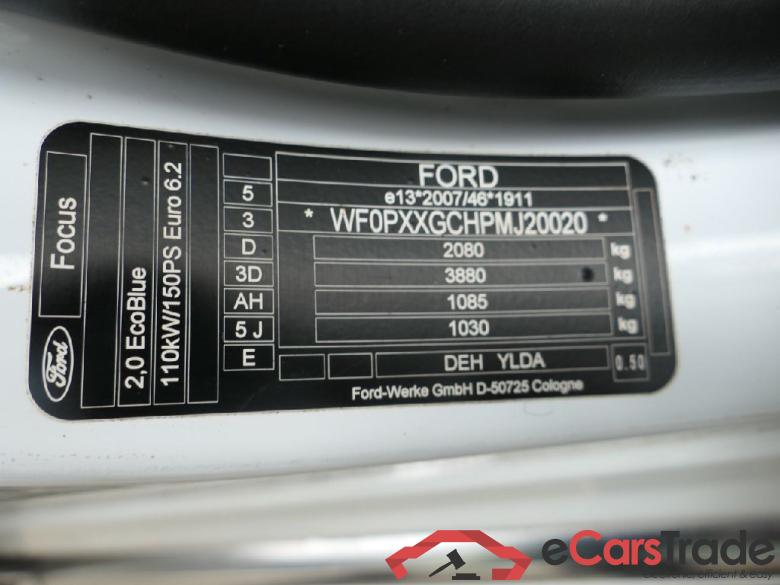 Focus
Ford
2,0 EcoBlue
110kW/150PS Euro 6.2
5
3
D
3D
AH
5 J
E
FORD
e13*2007/46*1911
* WF0PXXGCHPMJ20020 *
2080 kg
3880 kg
1085 kg
1030 kg
DEH YLDA 0.50
Ford-Werke GmbH D-50725 Cologne
eCarsTrade
efficient & easy